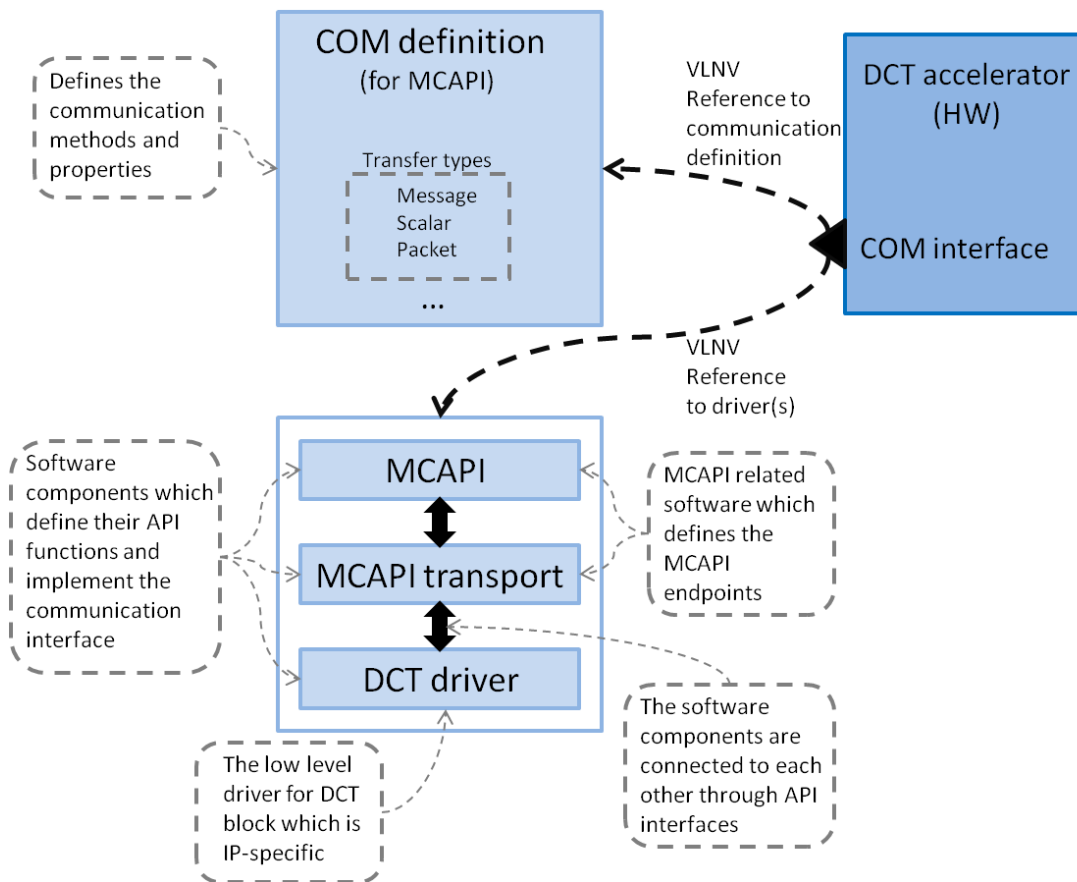 COM definition
(for MCAPI)
Defines the
communication
methods and
properties
Transfer types
Message
Scalar
Packet
...
VLNV
Reference to
communication
definition
DCT accelerator
(HW)
COM interface
VLNV
Reference
to driver(s)
Software
components which
define their API
functions and
implement the
communication
interface
MCAPI
MCAPI transport
DCT driver
MCAPI related
software which
defines the
MCAPI
endpoints
The low level
driver for DCT
block which is
IP-specific
The software
components are
connected to each
other through API
interfaces